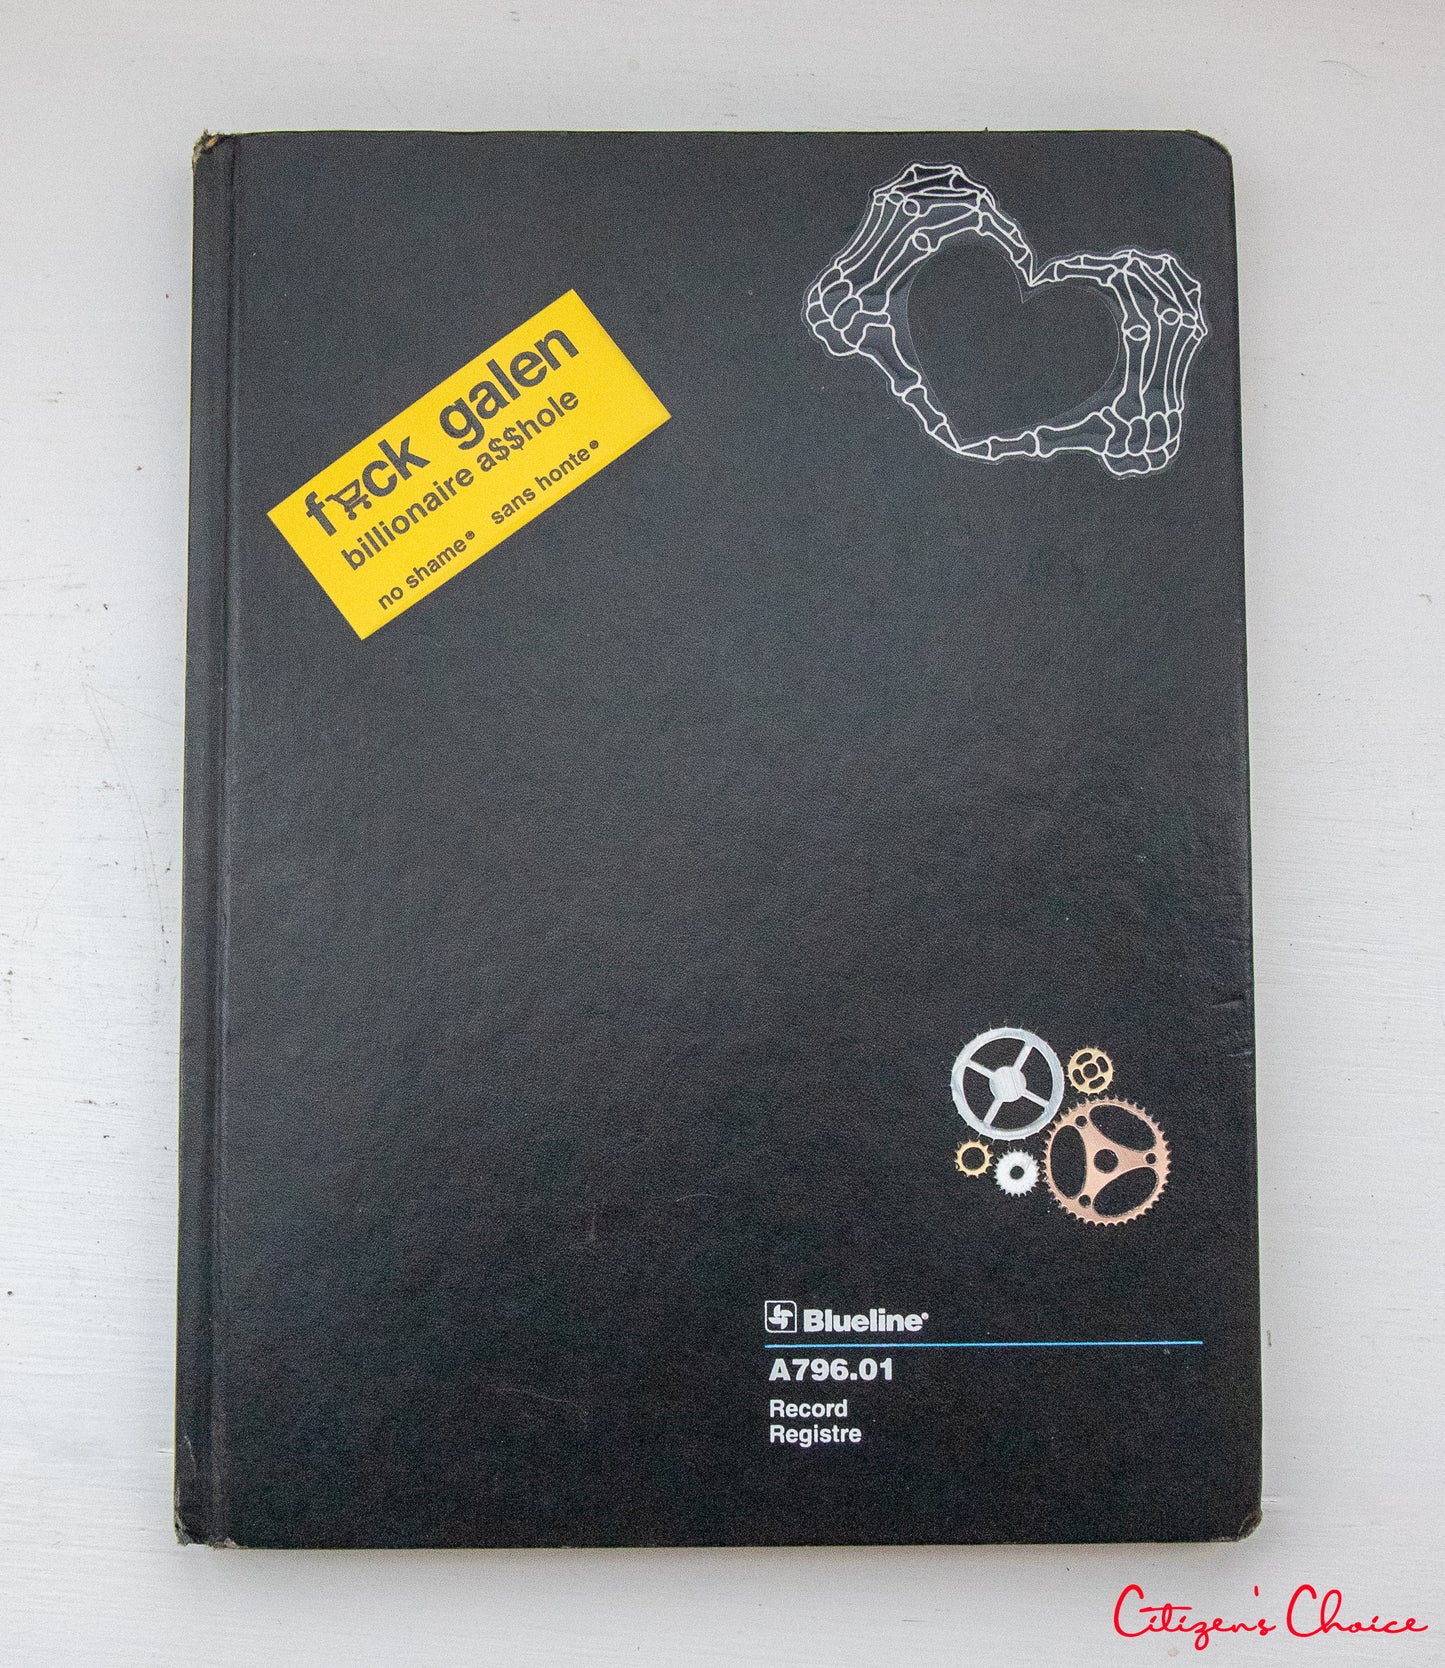 f ck galen
billionaire a$$hole
no shame® sans honte®
Blueline®
A796.01
Record
Registre
Citizen's Choice